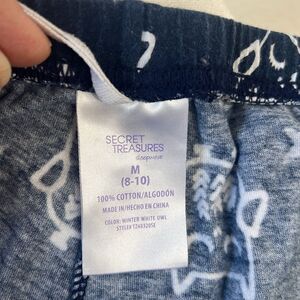 SECRET
TREASURES
sleepwear
M
(8-10)
100% COTTON/ALGODÓN
MADE IN/HECHO EN CHINA
COLOR: WINTER WHITE OWL